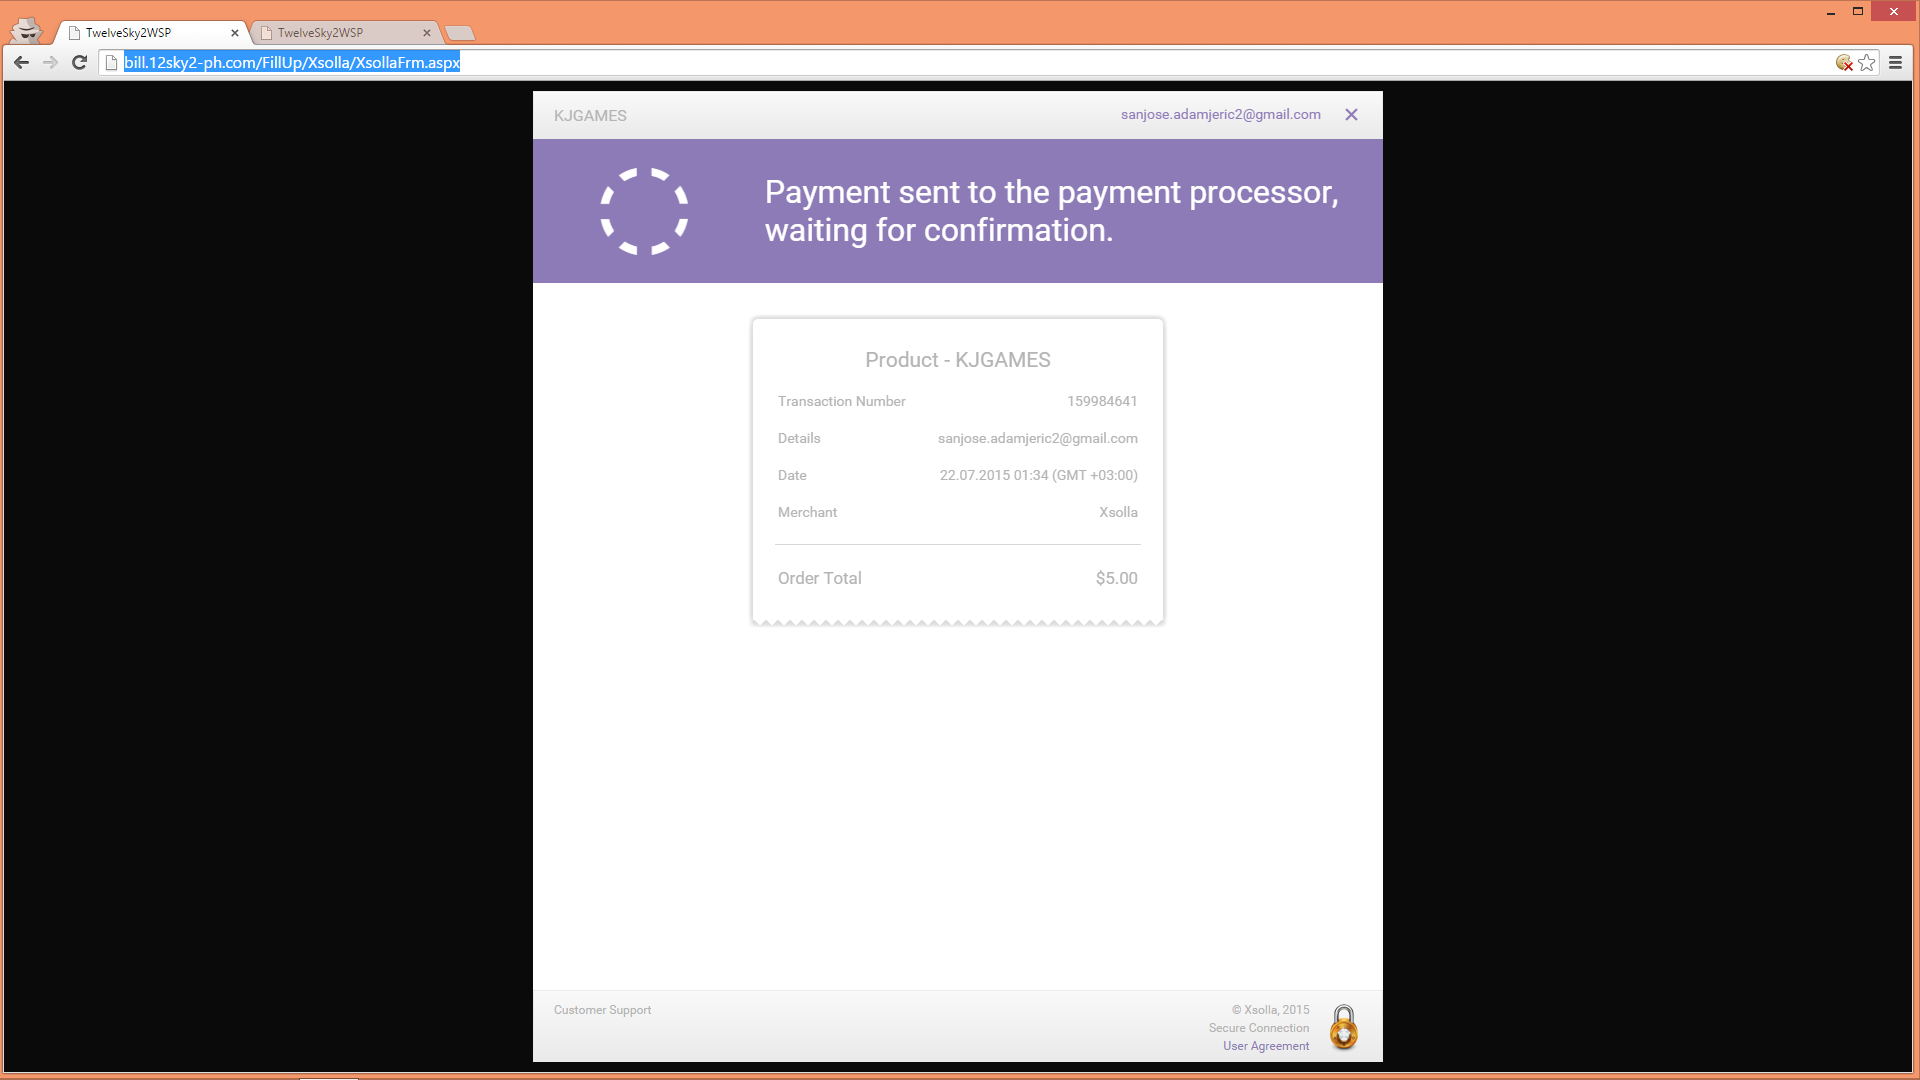 TwelveSky2WSP
TwelveSky2WSP
bill.12sky2-ph.com/FillUp/Xsolla/XsollaFrm.aspx
KJGAMES
sanjose.adamjeric2@gmail.com
Payment sent to the payment processor,
waiting for confirmation.
Product - KJGAMES
Transaction Number 159984641
Details sanjose.adamjeric2@gmail.com
Date 22.07.2015 01:34 (GMT +03:00)
Merchant Xsolla
Order Total $5.00
Customer Support
© Xsolla, 2015
Secure Connection
User Agreement